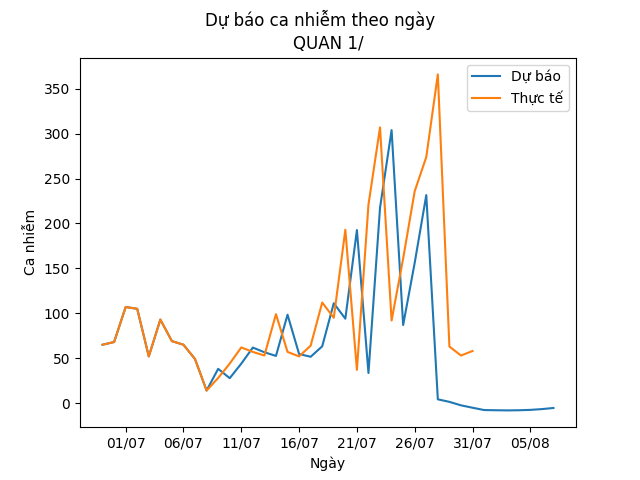 Dự báo ca nhiễm theo ngày
QUAN 1/
Dự báo
Thực tế
350
300
250
200
150
100
50
0
Ca nhiễm
01/07 06/07 11/07 16/07 21/07 26/07 31/07 05/08
Ngày